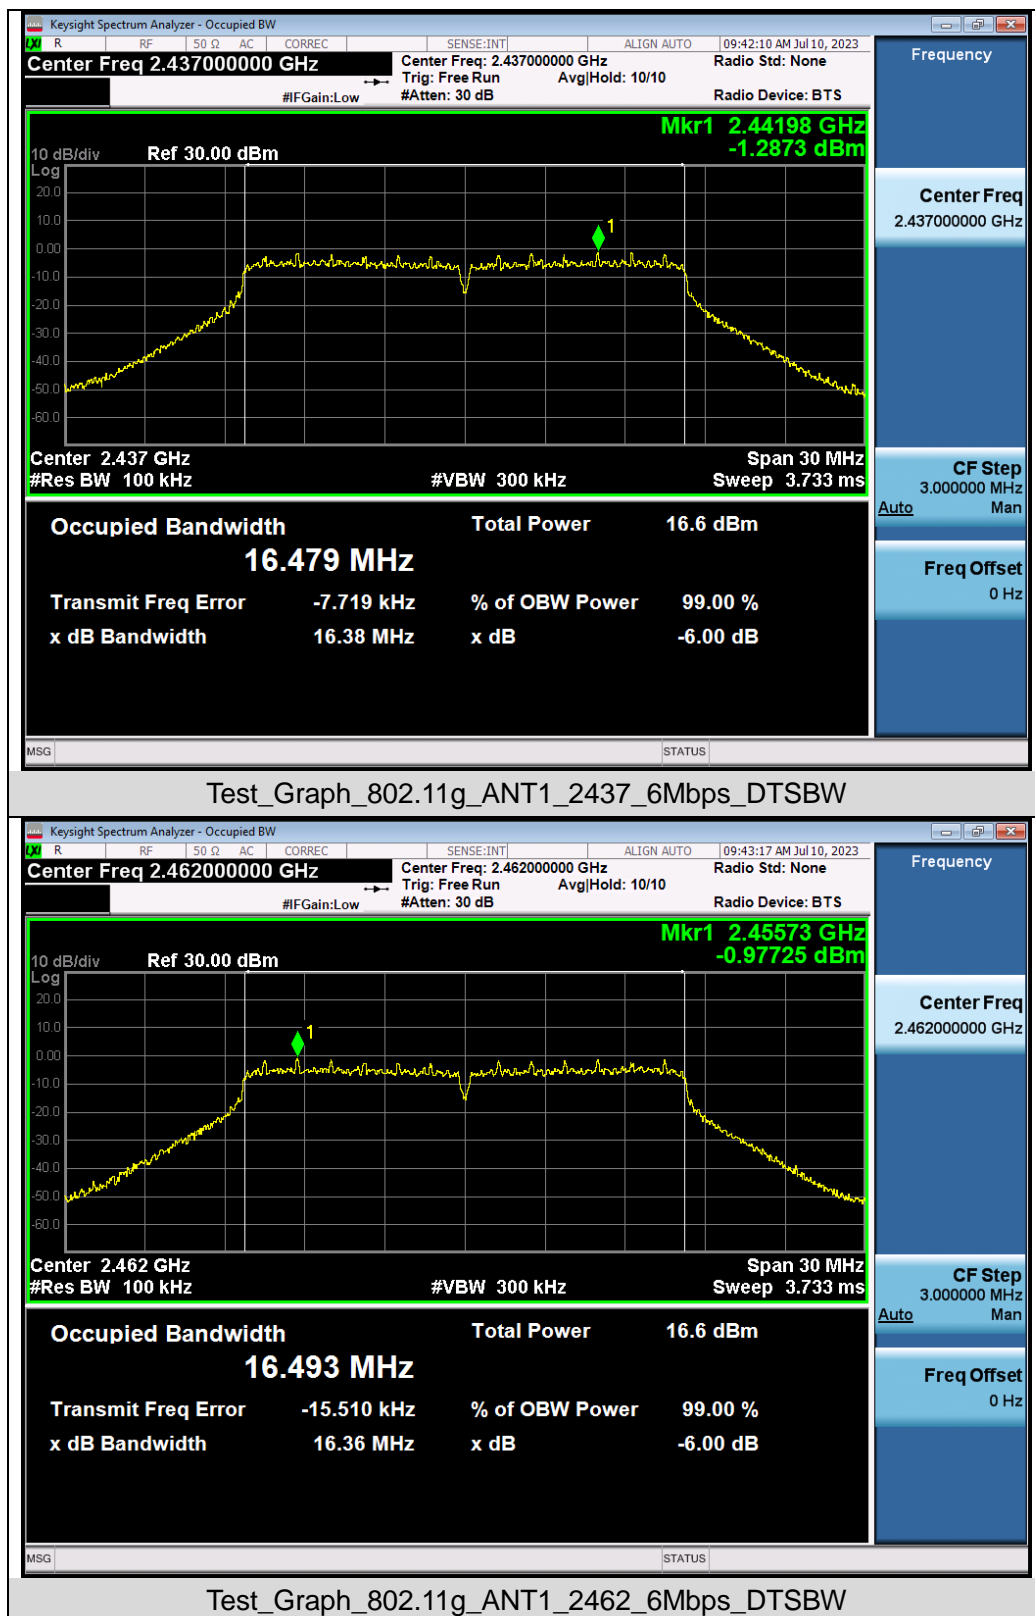 Keysight Spectrum Analyzer - Occupied BW
LXI R RF 50 Ω AC CORREC SENSE:INT ALIGN AUTO 09:42:10 AM Jul 10, 2023
Center Freq 2.437000000 GHz
Center Freq: 2.437000000 GHz Radio Std: None
Trig: Free Run Avg|Hold: 10/10
#IFGain:Low #Atten: 30 dB Radio Device: BTS
Frequency
Mkr1 2.44198 GHz
-1.2873 dBm
10 dB/div Ref 30.00 dBm
Log
20.0
10.0
0.00
-10.0
-20.0
-30.0
-40.0
-50.0
-60.0
1
Center 2.437 GHz Span 30 MHz
#Res BW 100 kHz #VBW 300 kHz Sweep 3.733 ms
Center Freq
2.437000000 GHz
CF Step
3.000000 MHz
Auto Man
Freq Offset
0 Hz
Occupied Bandwidth Total Power 16.6 dBm
16.479 MHz
Transmit Freq Error -7.719 kHz % of OBW Power 99.00 %
x dB Bandwidth 16.38 MHz x dB -6.00 dB
MSG STATUS
Test_Graph_802.11g_ANT1_2437_6Mbps_DTSBW
Keysight Spectrum Analyzer - Occupied BW
LXI R RF 50 Ω AC CORREC SENSE:INT ALIGN AUTO 09:43:17 AM Jul 10, 2023
Center Freq 2.462000000 GHz
Center Freq: 2.462000000 GHz Radio Std: None
Trig: Free Run Avg|Hold: 10/10
#IFGain:Low #Atten: 30 dB Radio Device: BTS
Frequency
Mkr1 2.45573 GHz
-0.97725 dBm
10 dB/div Ref 30.00 dBm
Log
20.0
10.0
0.00
-10.0
-20.0
-30.0
-40.0
-50.0
-60.0
1
Center 2.462 GHz Span 30 MHz
#Res BW 100 kHz #VBW 300 kHz Sweep 3.733 ms
Center Freq
2.462000000 GHz
CF Step
3.000000 MHz
Auto Man
Freq Offset
0 Hz
Occupied Bandwidth Total Power 16.6 dBm
16.493 MHz
Transmit Freq Error -15.510 kHz % of OBW Power 99.00 %
x dB Bandwidth 16.36 MHz x dB -6.00 dB
MSG STATUS
Test_Graph_802.11g_ANT1_2462_6Mbps_DTSBW